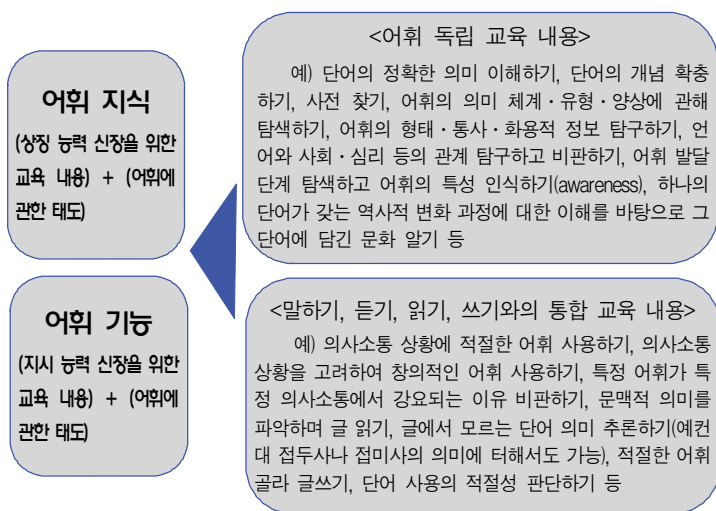 어휘 지식
(상징 능력 신장을 위한
교육 내용) + (어휘에
관한 태도)
어휘 기능
(지시 능력 신장을 위한
교육 내용) + (어휘에
관한 태도)
<어휘 독립 교육 내용>
예) 단어의 정확한 의미 이해하기, 단어의 개념 확충
하기, 사전 찾기, 어휘의 의미 체계・유형・양상에 관해
탐색하기, 어휘의 형태・통사・화용적 정보 탐구하기, 언
어와 사회・심리 등의 관계 탐구하고 비판하기, 어휘 발달
단계 탐색하고 어휘의 특성 인식하기(awareness), 하나의
단어가 갖는 역사적 변화 과정에 대한 이해를 바탕으로 그
단어에 담긴 문화 알기 등
<말하기, 듣기, 읽기, 쓰기와의 통합 교육 내용>
예) 의사소통 상황에 적절한 어휘 사용하기, 의사소통
상황을 고려하여 창의적인 어휘 사용하기, 특정 어휘가 특
정 의사소통에서 강요되는 이유 비판하기, 문맥적 의미를
파악하며 글 읽기, 글에서 모르는 단어 의미 추론하기(예컨
대 접두사나 접미사의 의미에 터해서도 가능), 적절한 어휘
골라 글쓰기, 단어 사용의 적절성 판단하기 등